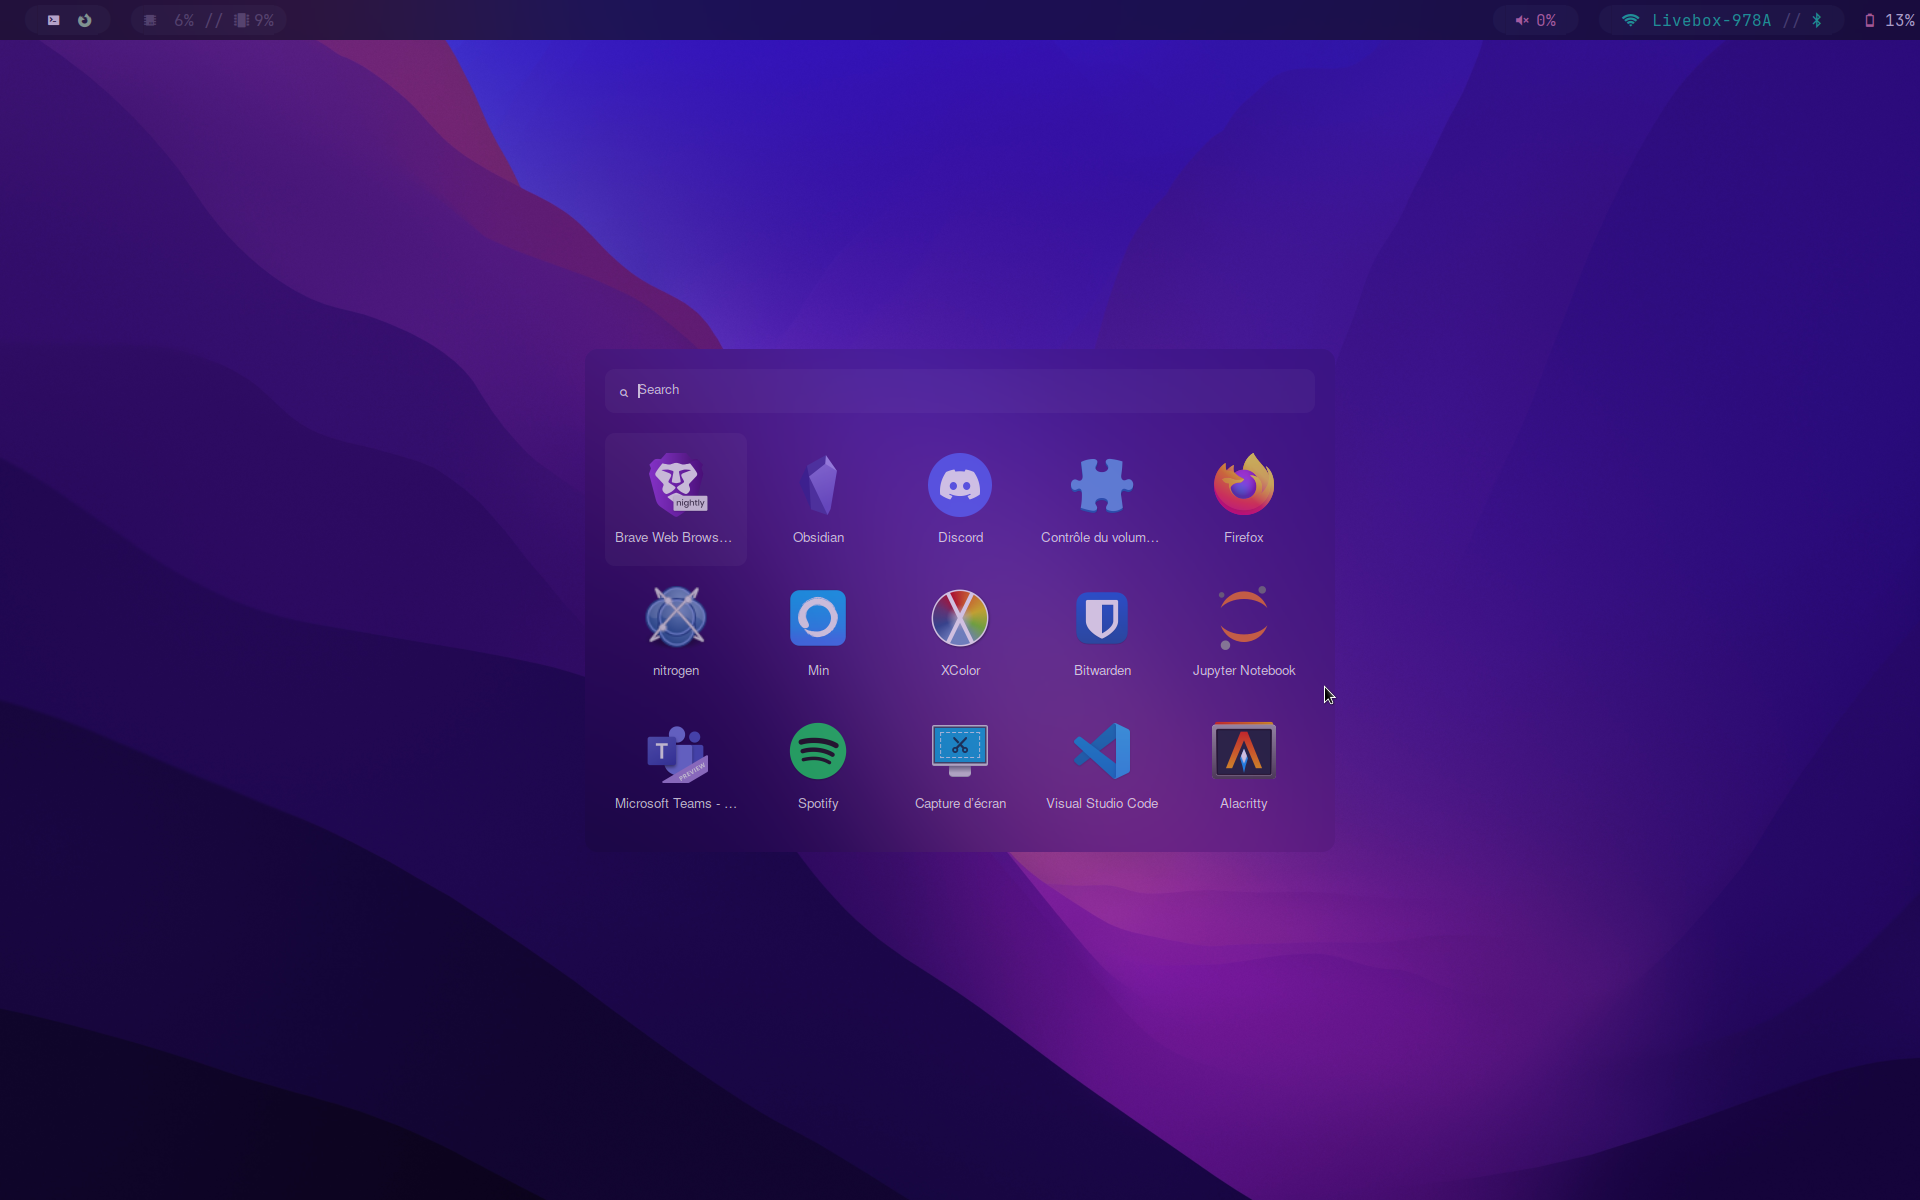 6% // 9%
0%
Livebox-978A //
13%
Search
nightly
Brave Web Brows…
Obsidian
Discord
Contrôle du volum…
Firefox
nitrogen
Min
XColor
Bitwarden
Jupyter Notebook
T
PREVIEW
Microsoft Teams - …
Spotify
Capture d'écran
Visual Studio Code
Alacritty